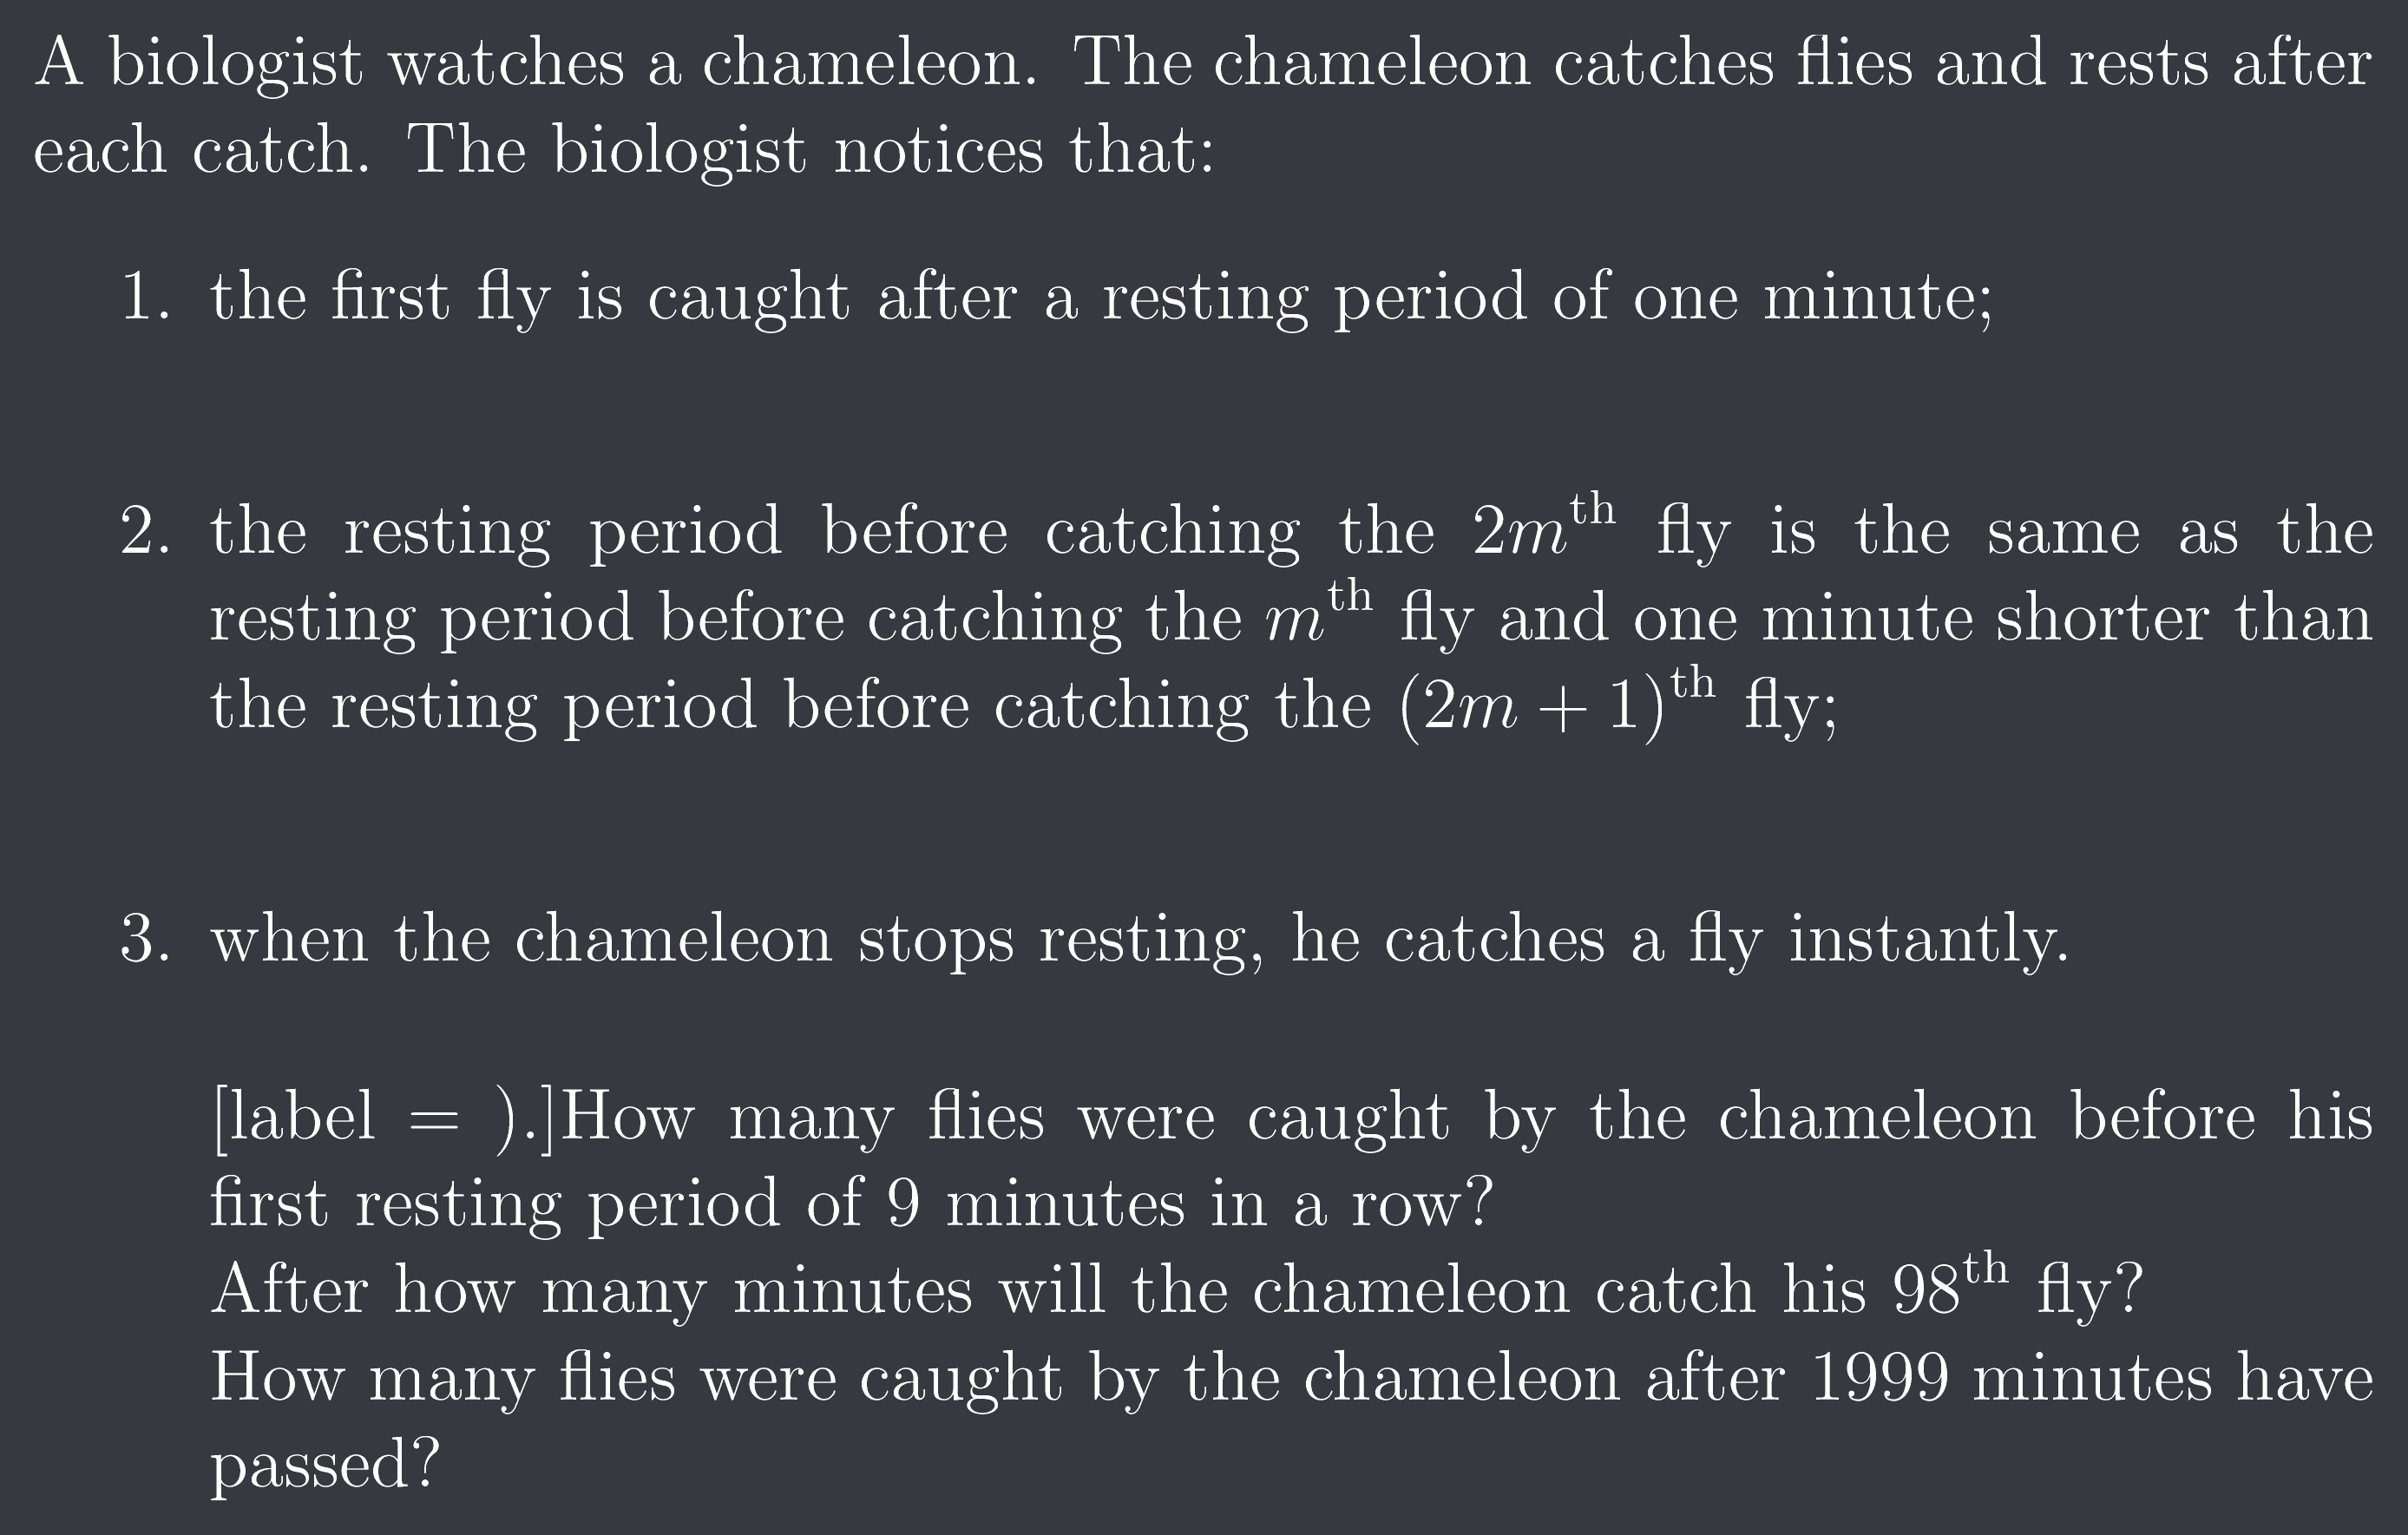 A biologist watches a chameleon. The chameleon catches flies and rests after
each catch. The biologist notices that:
1. the first fly is caught after a resting period of one minute;
2. the resting period before catching the 2m^th fly is the same as the
resting period before catching the m^th fly and one minute shorter than
the resting period before catching the (2m + 1)^th fly;
3. when the chameleon stops resting, he catches a fly instantly.
[label = ).]How many flies were caught by the chameleon before his
first resting period of 9 minutes in a row?
After how many minutes will the chameleon catch his 98^th fly?
How many flies were caught by the chameleon after 1999 minutes have
passed?